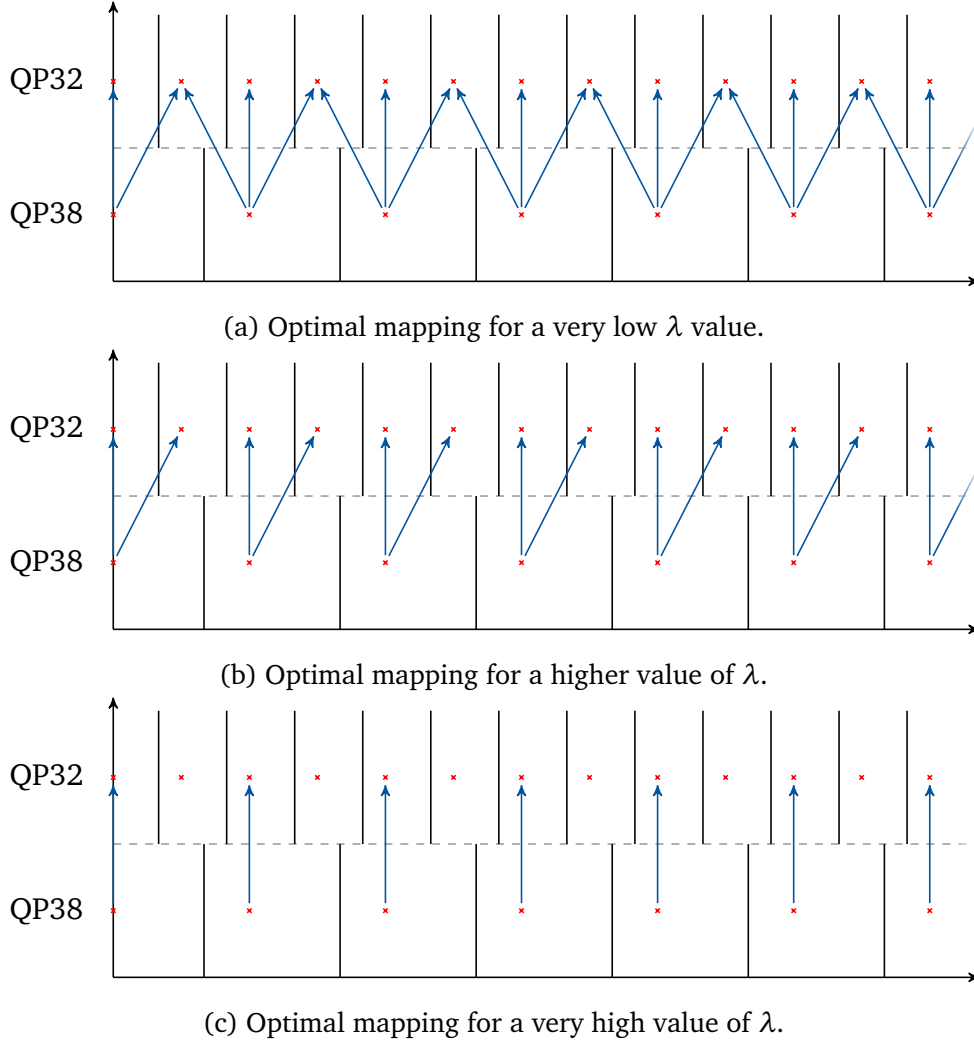 QP32
QP38
(a) Optimal mapping for a very low λ value.
QP32
QP38
(b) Optimal mapping for a higher value of λ.
QP32
QP38
(c) Optimal mapping for a very high value of λ.